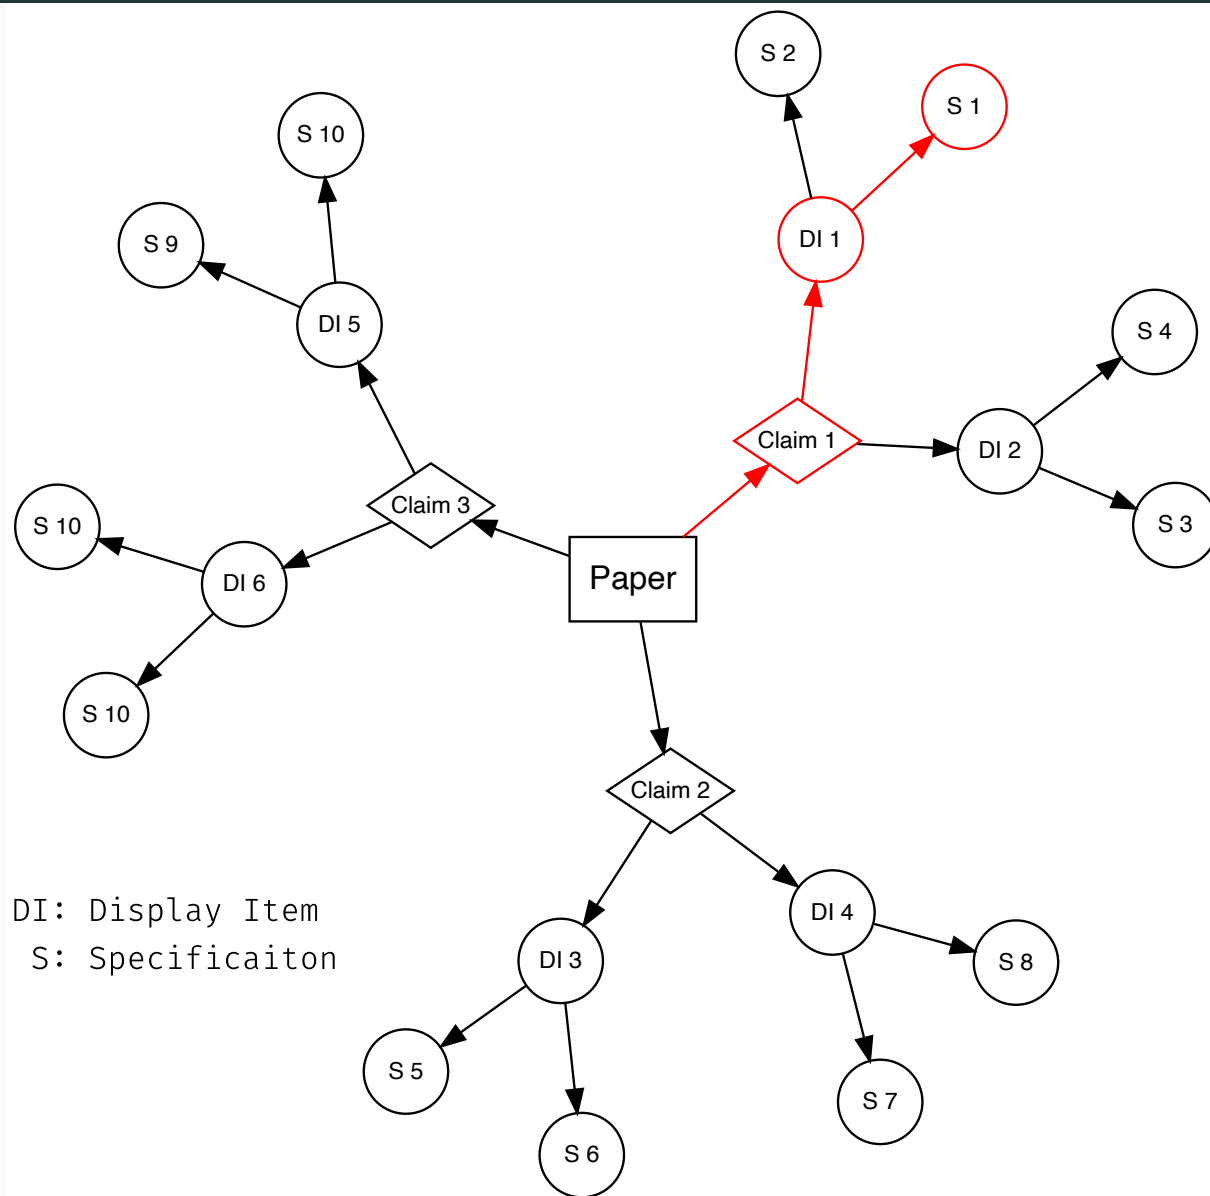 S 2
S 1
S 10
S 9
DI 1
DI 5
S 4
Claim 1
DI 2
Claim 3
S 10
S 3
DI 6
Paper
S 10
Claim 2
DI: Display Item
DI 4
S: Specificaiton
DI 3
S 8
S 5
S 7
S 6